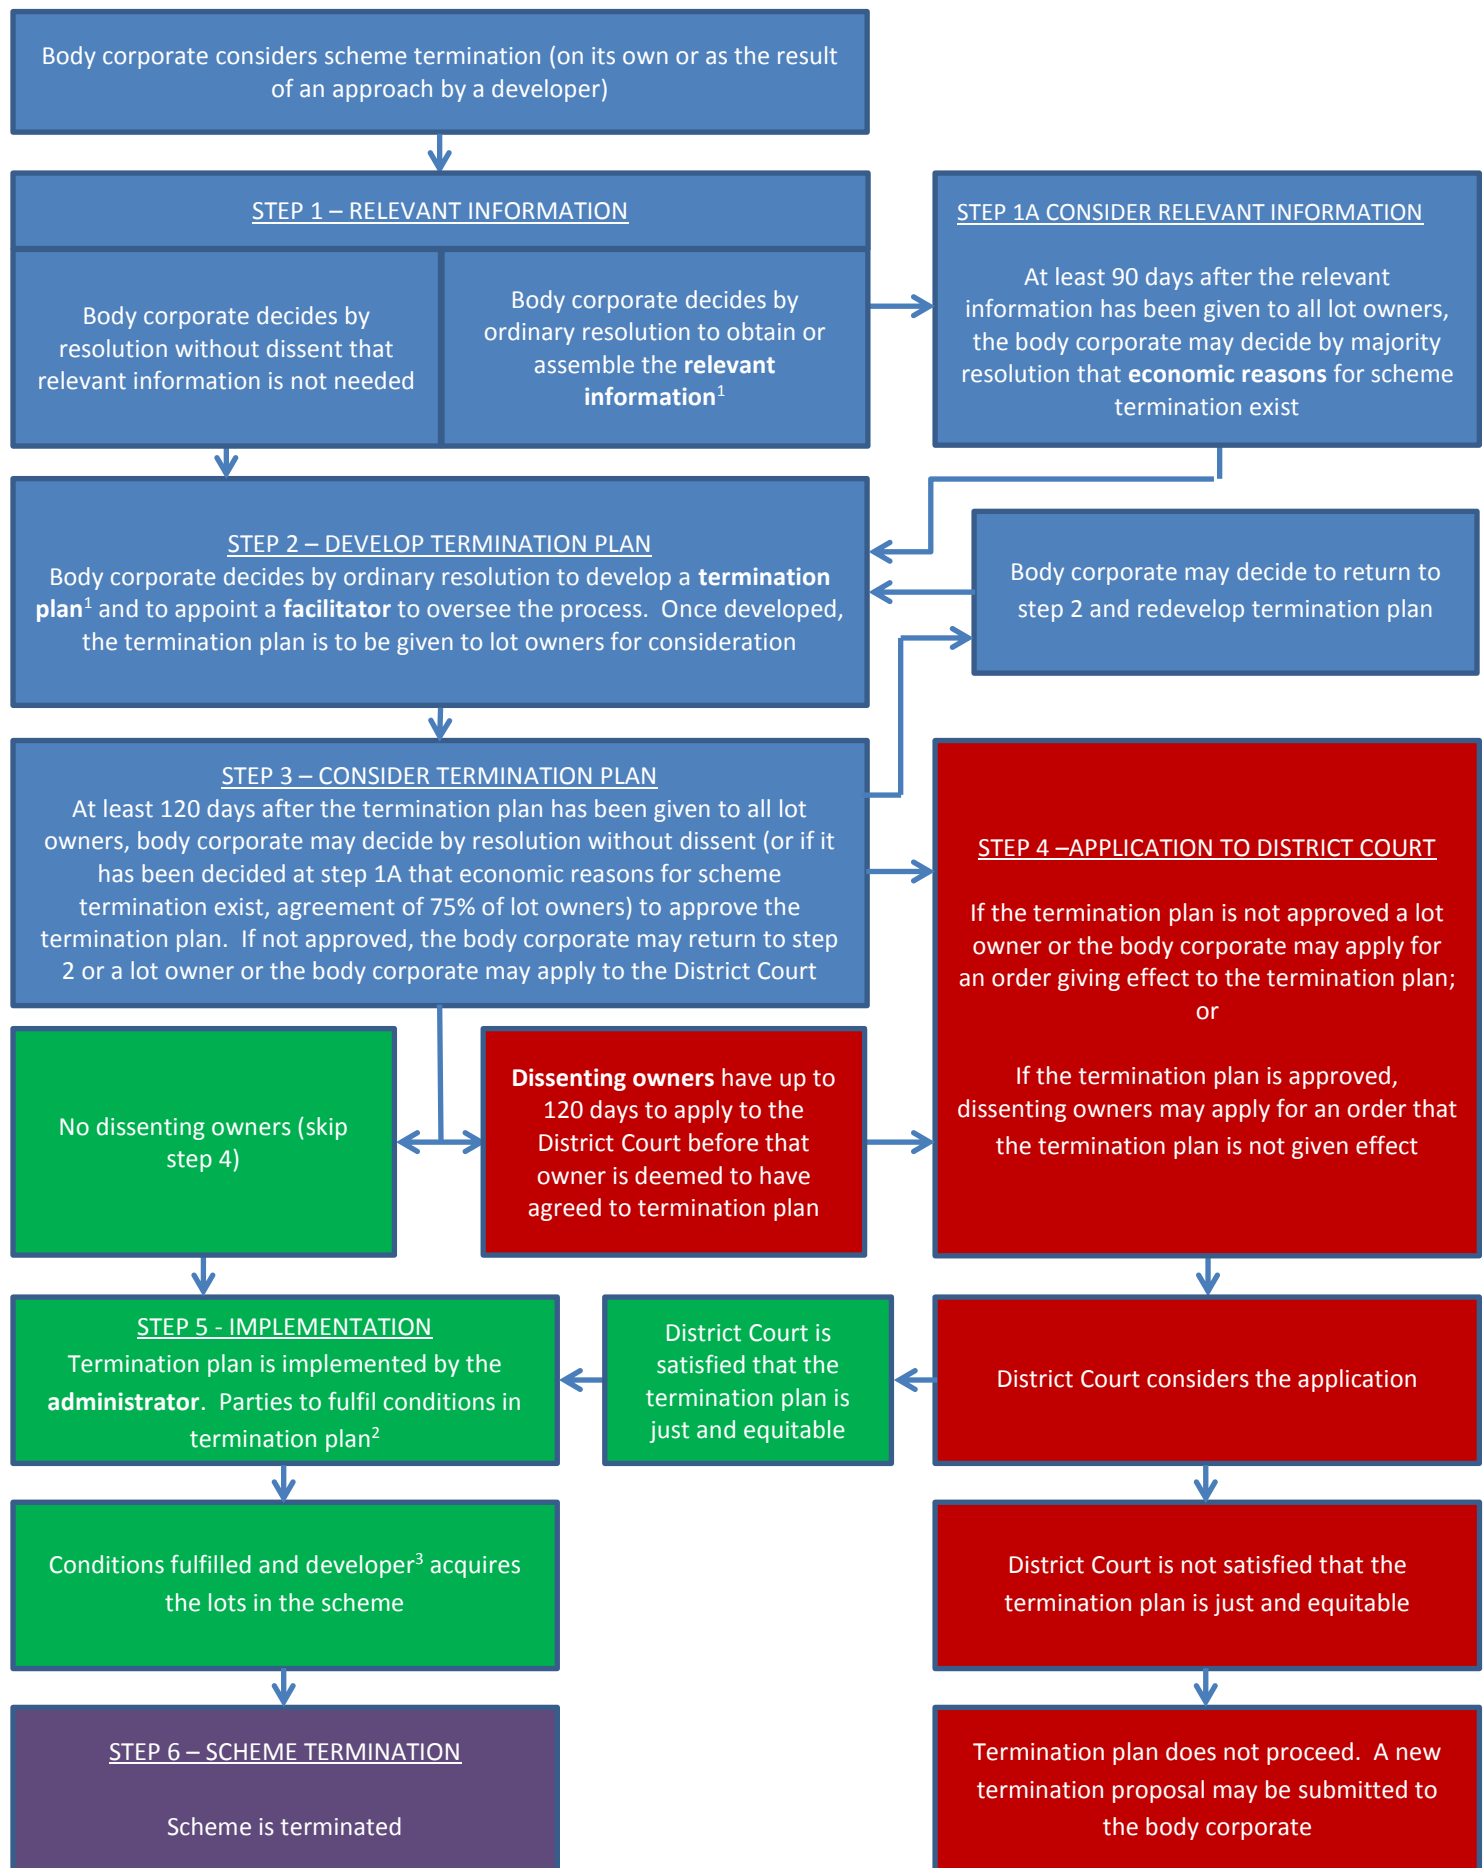 Body corporate considers scheme termination (on its own or as the result
of an approach by a developer)
STEP 1 – RELEVANT INFORMATION
Body corporate decides by
resolution without dissent that
relevant information is not needed
Body corporate decides by
ordinary resolution to obtain or
assemble the relevant
information¹
STEP 1A CONSIDER RELEVANT INFORMATION
At least 90 days after the relevant
information has been given to all lot owners,
the body corporate may decide by majority
resolution that economic reasons for scheme
termination exist
STEP 2 – DEVELOP TERMINATION PLAN
Body corporate decides by ordinary resolution to develop a termination
plan¹ and to appoint a facilitator to oversee the process.  Once developed,
the termination plan is to be given to lot owners for consideration
Body corporate may decide to return to
step 2 and redevelop termination plan
STEP 3 – CONSIDER TERMINATION PLAN
At least 120 days after the termination plan has been given to all lot
owners, body corporate may decide by resolution without dissent (or if it
has been decided at step 1A that economic reasons for scheme
termination exist, agreement of 75% of lot owners) to approve the
termination plan.  If not approved, the body corporate may return to step
2 or a lot owner or the body corporate may apply to the District Court
STEP 4 –APPLICATION TO DISTRICT COURT
If the termination plan is not approved a lot
owner or the body corporate may apply for
an order giving effect to the termination plan;
or
If the termination plan is approved,
dissenting owners may apply for an order that
the termination plan is not given effect
No dissenting owners (skip
step 4)
Dissenting owners have up to
120 days to apply to the
District Court before that
owner is deemed to have
agreed to termination plan
STEP 5 - IMPLEMENTATION
Termination plan is implemented by the
administrator.  Parties to fulfil conditions in
termination plan²
District Court is
satisfied that the
termination plan is
just and equitable
District Court considers the application
Conditions fulfilled and developer³ acquires
the lots in the scheme
District Court is not satisfied that the
termination plan is just and equitable
STEP 6 – SCHEME TERMINATION
Scheme is terminated
Termination plan does not proceed.  A new
termination proposal may be submitted to
the body corporate